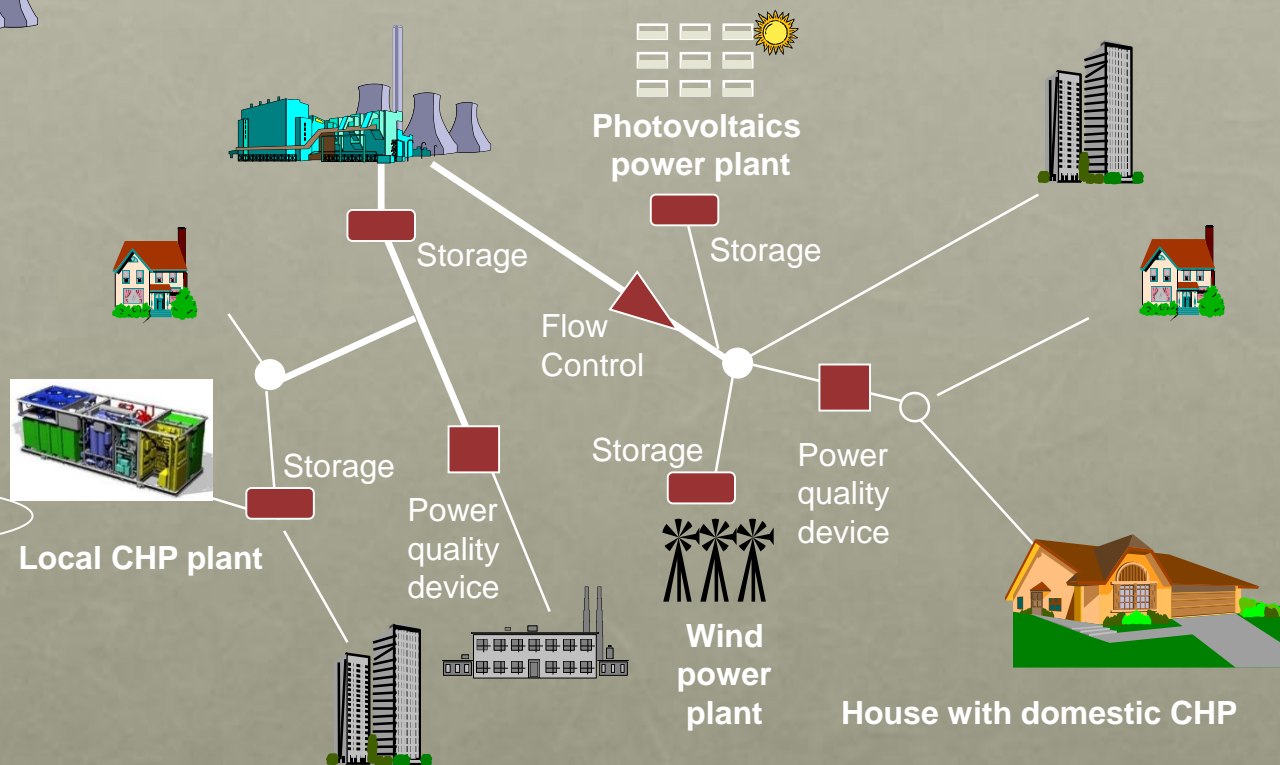 Photovoltaics
power plant
Storage
Storage
Flow
Control
Storage
Storage
Power
quality
device
Power
quality
device
Local CHP plant
Wind
power
plant
House with domestic CHP